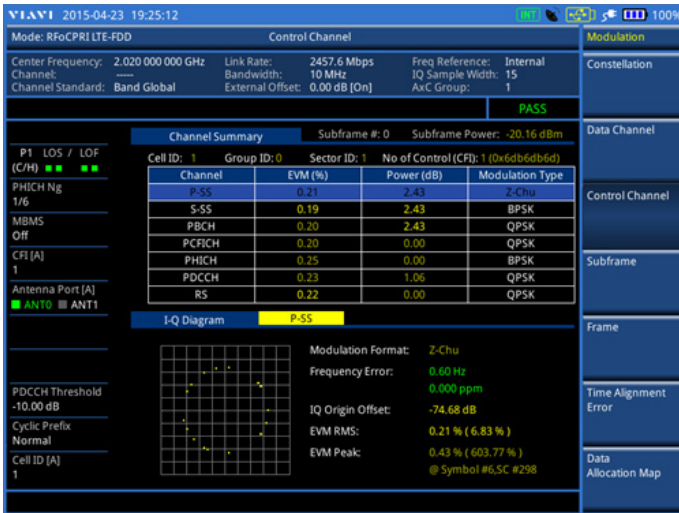 VIAVI 2015-04-23 19:25:12 INT 100%
Mode: RFoCPRI LTE-FDD Control Channel Modulation
Center Frequency: 2.020 000 000 GHz Link Rate: 2457.6 Mbps Freq Reference: Internal
Channel: ----- Bandwidth: 10 MHz IQ Sample Width: 15
Channel Standard: Band Global External Offset: 0.00 dB [On] AxC Group: 1
Constellation
PASS
Channel Summary Subframe #: 0 Subframe Power: -20.16 dBm
Data Channel
P1 LOS / LOF
(C/H)
Cell ID: 1 Group ID: 0 Sector ID: 1 No of Control (CFI): 1 (0x6db6db6d)
Channel EVM (%) Power (dB) Modulation Type
P-SS 0.21 2.43 Z-Chu
S-SS 0.19 2.43 BPSK
PBCH 0.20 2.43 QPSK
PCFICH 0.20 0.00 QPSK
PHICH 0.25 0.00 BPSK
PDCCH 0.23 1.06 QPSK
RS 0.22 0.00 QPSK
PHICH Ng
1/6
MBMS
Off
CFI [A]
1
Antenna Port [A]
ANT0 ANT1
Control Channel
Subframe
I-Q Diagram P-SS
Frame
Modulation Format: Z-Chu
Frequency Error: 0.60 Hz
0.000 ppm
IQ Origin Offset: -74.68 dB
EVM RMS: 0.21 % ( 6.83 % )
EVM Peak: 0.43 % ( 603.77 % )
@ Symbol #6,SC #298
PDCCH Threshold
-10.00 dB
Cyclic Prefix
Normal
Cell ID [A]
1
Time Alignment
Error
Data
Allocation Map